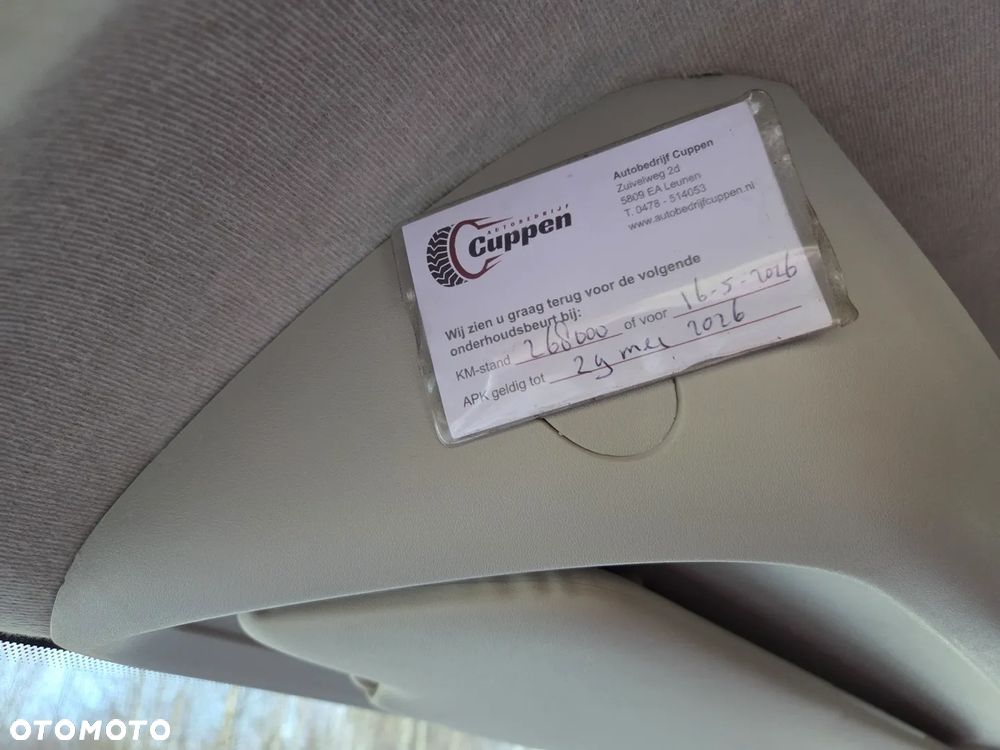 AUTOBEDRIJF
Cuppen
Autobedrijf Cuppen
Zuivelweg 2d
5809 EA Leunen
T. 0478 - 514053
www.autobedrijfcuppen.nl
Wij zien u graag terug voor de volgende
onderhoudsbeurt bij:
KM-stand 268000 of voor 16-5-2026
APK geldig tot 29 mei 2026
OTOMOTO